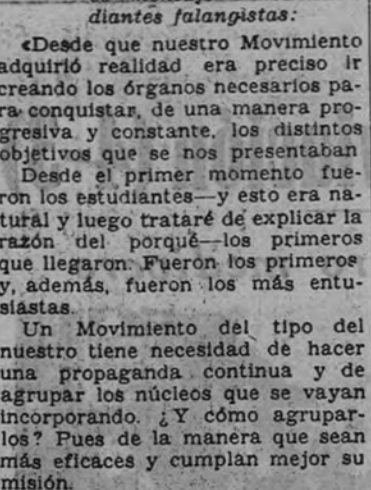 diantes falangistas:
«Desde que nuestro Movimiento
adquirió realidad era preciso ir
creando los órganos necesarios pa-
ra conquistar, de una manera pro-
gresiva y constante, los distintos
objetivos que se nos presentaban
Desde el primer momento fue-
ron los estudiantes—y esto era na-
tural y luego trataré de explicar la
razón del porqué—los primeros
que llegaron. Fueron los primeros
y, además, fueron los más entu-
siastas.
Un Movimiento del tipo del
nuestro tiene necesidad de hacer
una propaganda continua y de
agrupar los núcleos que se vayan
incorporando. ¿Y cómo agrupar-
los? Pues de la manera que sean
más eficaces y cumplan mejor su
misión.